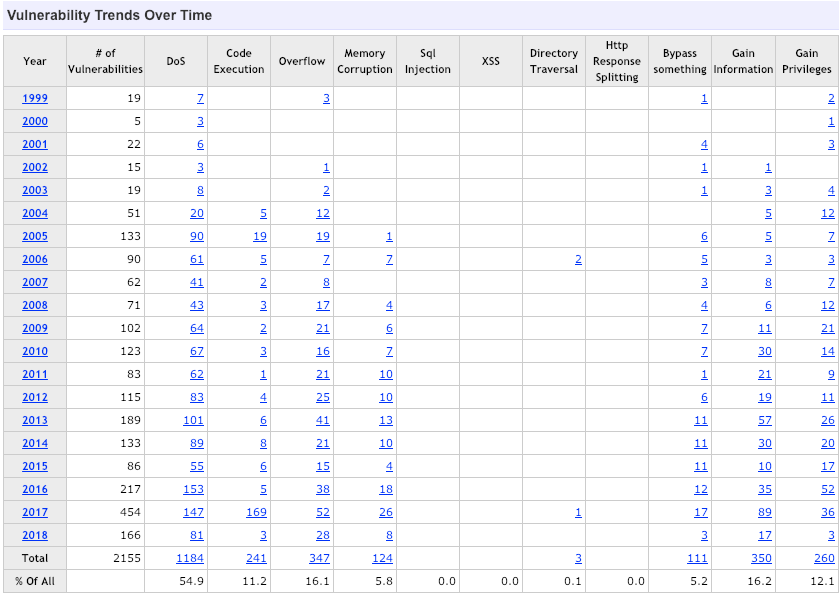 Vulnerability Trends Over Time
Year # of Vulnerabilities DoS Code Execution Overflow Memory Corruption Sql Injection XSS Directory Traversal Http Response Splitting Bypass something Gain Information Gain Privileges
1999 19 7 3 1 2
2000 5 3 1
2001 22 6 4 3
2002 15 3 1 1 1
2003 19 8 2 1 3 4
2004 51 20 5 12 5 12
2005 133 90 19 19 1 6 5 7
2006 90 61 5 7 7 2 5 3 3
2007 62 41 2 8 3 8 7
2008 71 43 3 17 4 4 6 12
2009 102 64 2 21 6 7 11 21
2010 123 67 3 16 7 7 30 14
2011 83 62 1 21 10 1 21 9
2012 115 83 4 25 10 6 19 11
2013 189 101 6 41 13 11 57 26
2014 133 89 8 21 10 11 30 20
2015 86 55 6 15 4 11 10 17
2016 217 153 5 38 18 12 35 52
2017 454 147 169 52 26 1 17 89 36
2018 166 81 3 28 8 3 17 3
Total 2155 1184 241 347 124 3 111 350 260
% Of All 54.9 11.2 16.1 5.8 0.0 0.0 0.1 0.0 5.2 16.2 12.1